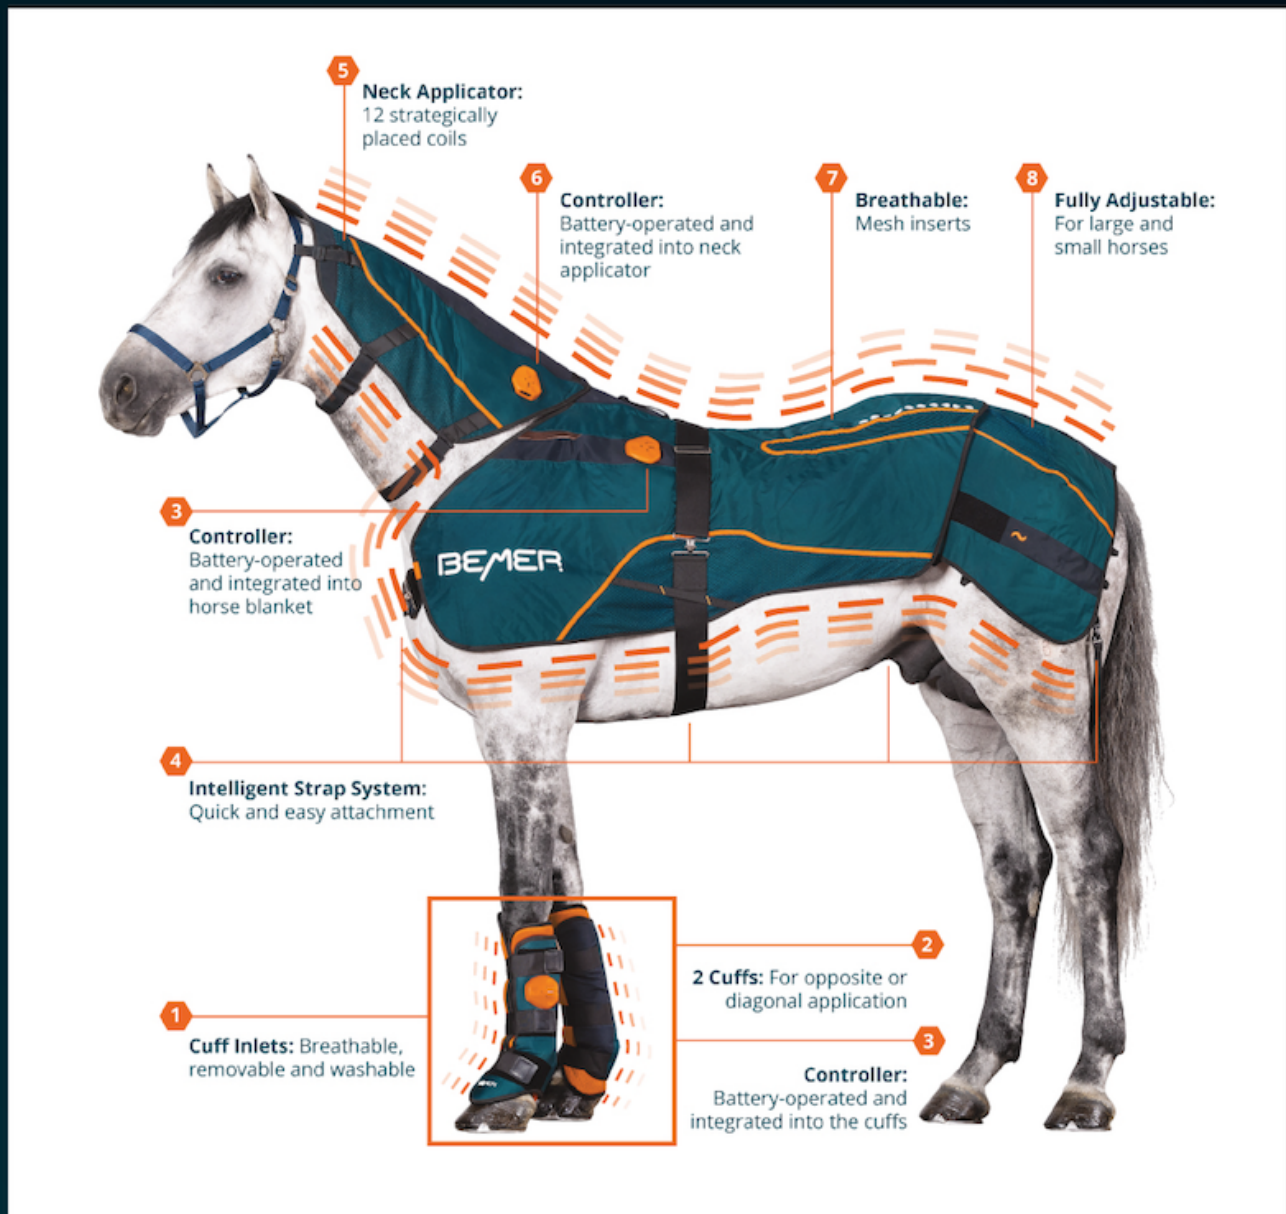 5
Neck Applicator:
12 strategically
placed coils
6
Controller:
Battery-operated and
integrated into neck
applicator
7
Breathable:
Mesh inserts
8
Fully Adjustable:
For large and
small horses
3
Controller:
Battery-operated
and integrated into
horse blanket
BEMER
4
Intelligent Strap System:
Quick and easy attachment
1
Cuff Inlets: Breathable,
removable and washable
2
2 Cuffs: For opposite or
diagonal application
3
Controller:
Battery-operated and
integrated into the cuffs